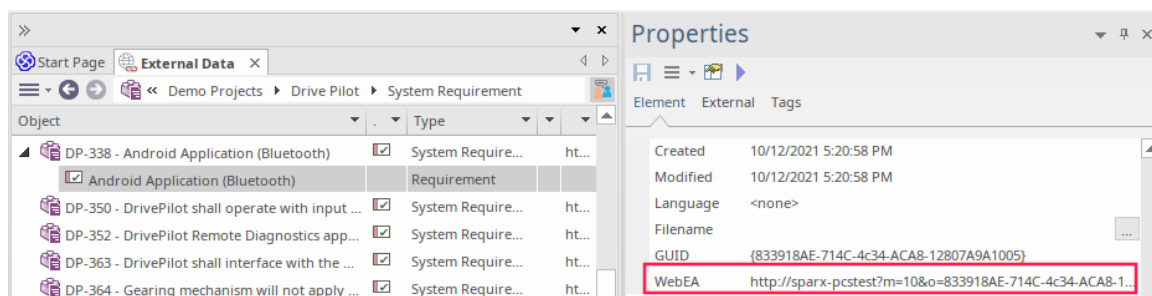 Properties
Start Page
External Data
« Demo Projects Drive Pilot System Requirement
Element External Tags
Object . Type
DP-338 - Android Application (Bluetooth) System Require... ht...
Android Application (Bluetooth) Requirement
DP-350 - DrivePilot shall operate with input ... System Require... ht...
DP-352 - DrivePilot Remote Diagnostics app... System Require... ht...
DP-363 - DrivePilot shall interface with the ... System Require... ht...
DP-364 - Gearing mechanism will not apply ... System Require... ht...
Created 10/12/2021 5:20:58 PM
Modified 10/12/2021 5:20:58 PM
Language <none>
Filename ...
GUID {833918AE-714C-4c34-ACA8-12807A9A1005}
WebEA http://sparx-pcstest?m=10&o=833918AE-714C-4c34-ACA8-1...